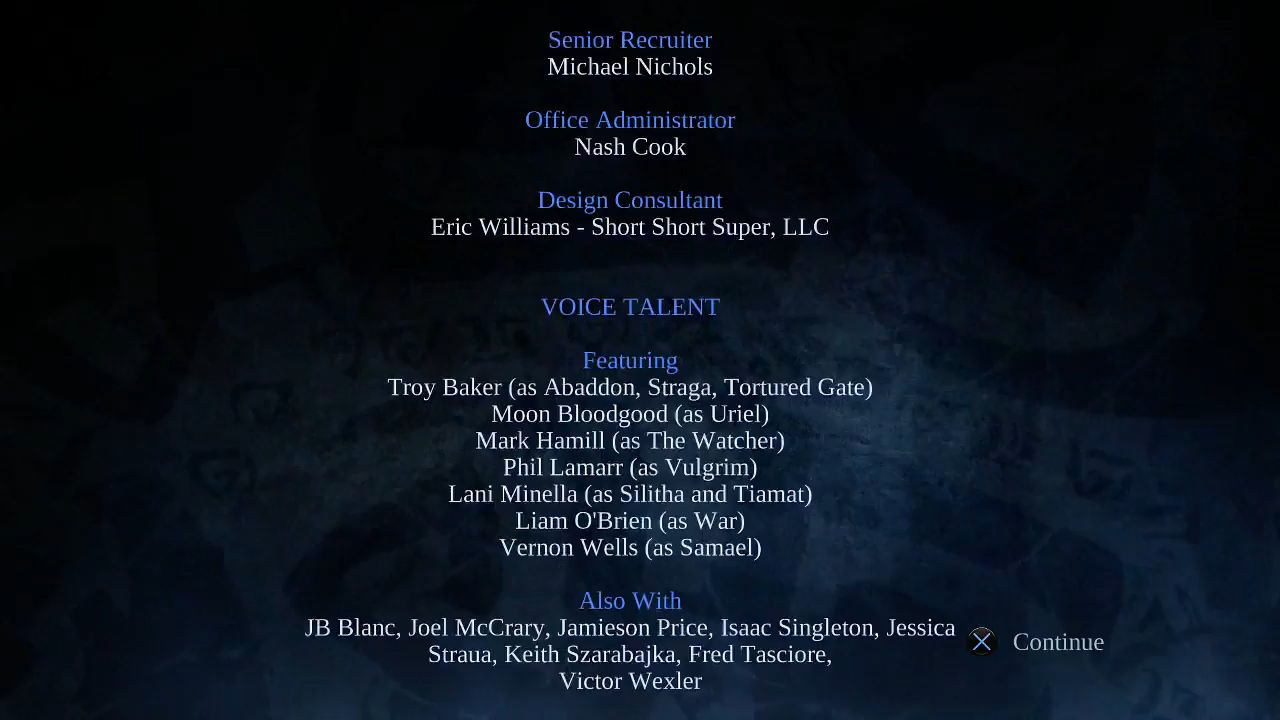 Senior Recruiter
Michael Nichols
Office Administrator
Nash Cook
Design Consultant
Eric Williams - Short Short Super, LLC
VOICE TALENT
Featuring
Troy Baker (as Abaddon, Straga, Tortured Gate)
Moon Bloodgood (as Uriel)
Mark Hamill (as The Watcher)
Phil Lamarr (as Vulgrim)
Lani Minella (as Silitha and Tiamat)
Liam O'Brien (as War)
Vernon Wells (as Samael)
Also With
JB Blanc, Joel McCrary, Jamieson Price, Isaac Singleton, Jessica
Straua, Keith Szarabajka, Fred Tasciore,
Victor Wexler
Continue